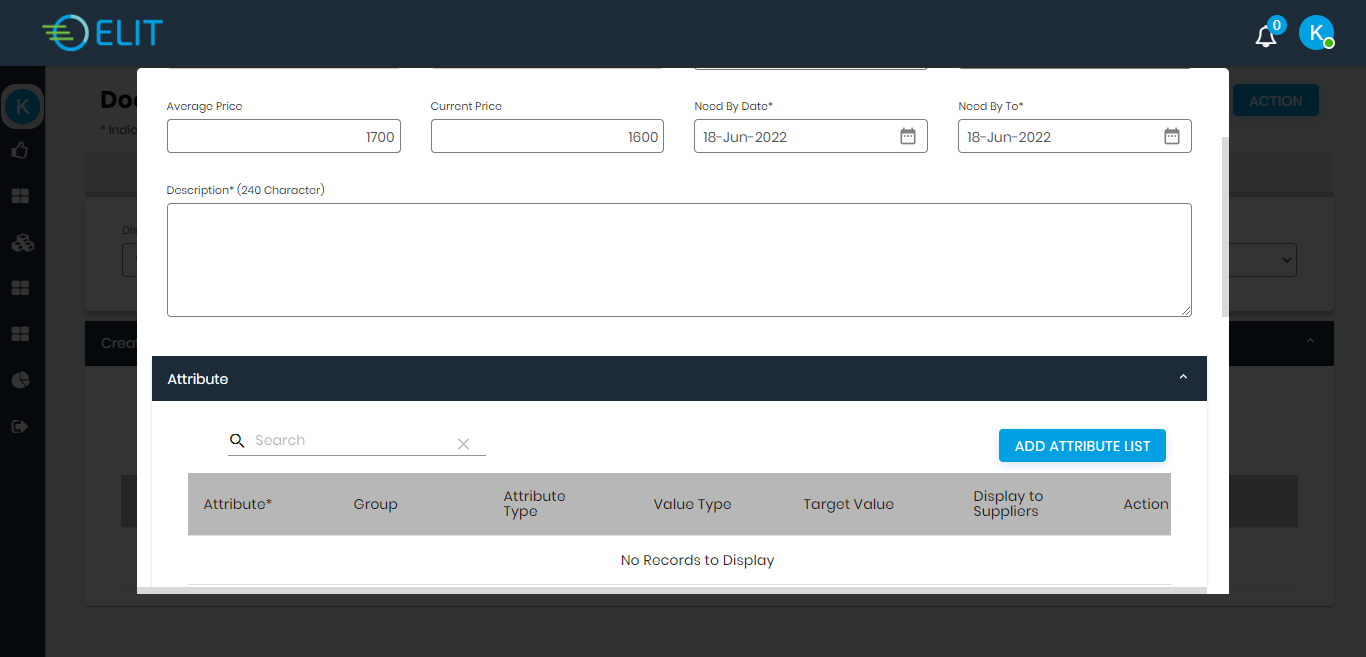 ELIT
0
K
K
Doc
ACTION
* Indic
Average Price
Current Price
Need By Date*
Need By To*
1700
1600
18-Jun-2022
18-Jun-2022
Description* (240 Character)
Dis
Crea
Attribute
Search
ADD ATTRIBUTE LIST
Attribute*
Group
Attribute
Type
Value Type
Target Value
Display to
Suppliers
Action
No Records to Display